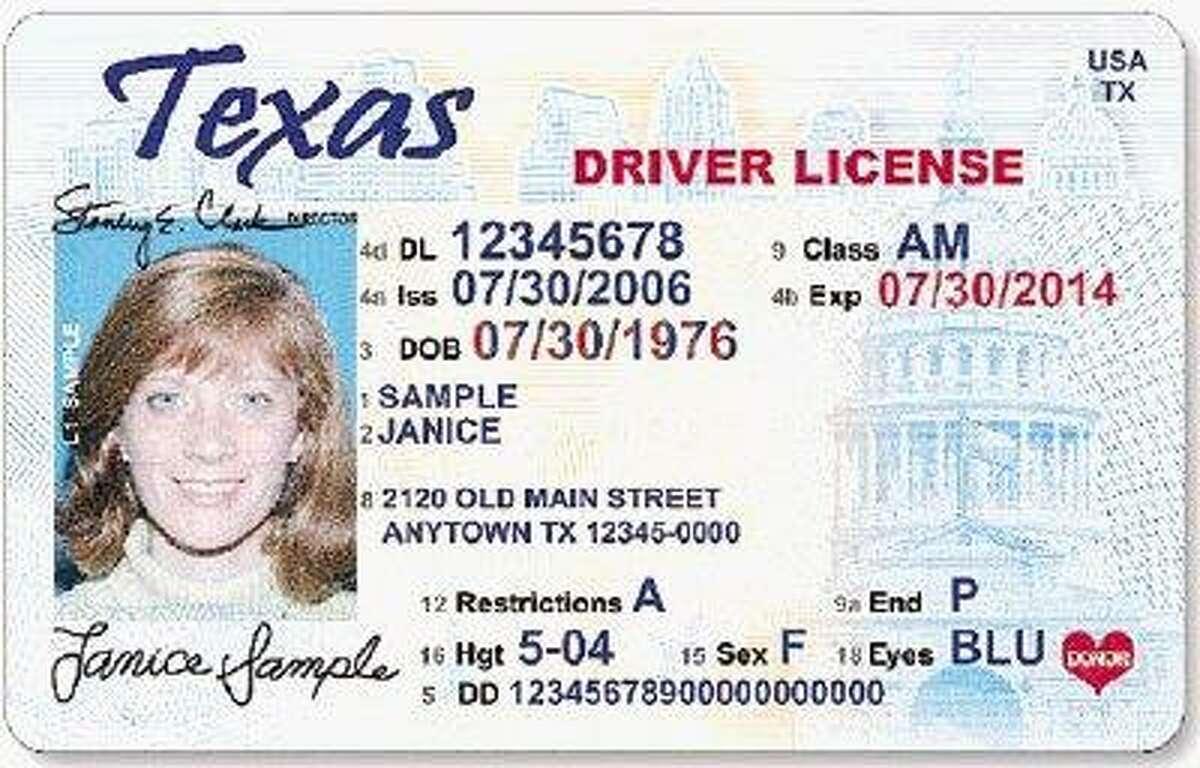 Texas
USA
TX
DRIVER LICENSE
Stanley E. Clark DIRECTOR
4d DL 12345678 9 Class AM
4a Iss 07/30/2006 4b Exp 07/30/2014
3 DOB 07/30/1976
1 SAMPLE
2 JANICE
8 2120 OLD MAIN STREET
ANYTOWN TX 12345-0000
12 Restrictions A 9a End P
16 Hgt 5-04 15 Sex F 18 Eyes BLU DONOR
5 DD 12345678900000000000
Janice Sample